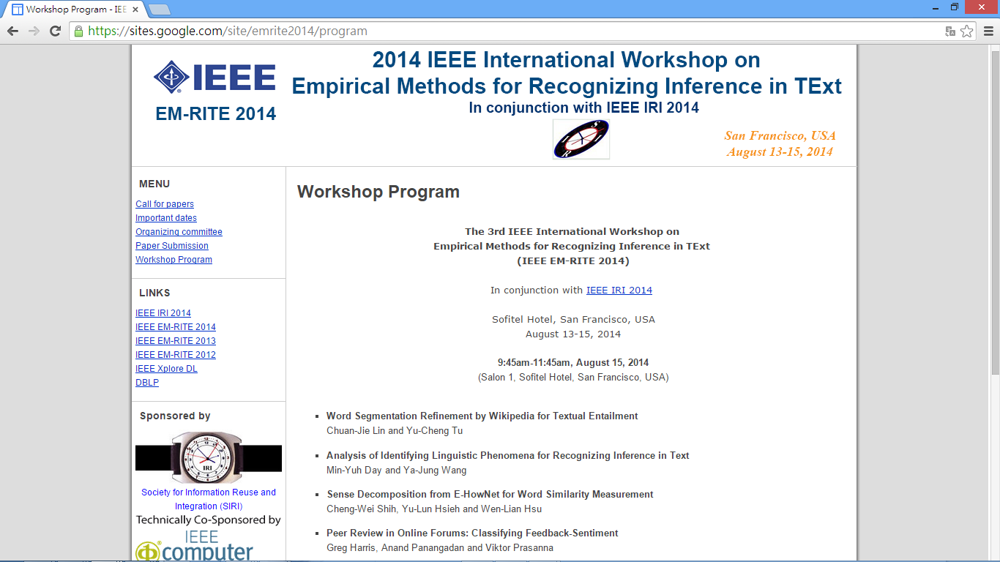 Workshop Program - IEE
https://sites.google.com/site/emrite2014/program
IEEE
EM-RITE 2014
2014 IEEE International Workshop on
Empirical Methods for Recognizing Inference in TExt
In conjunction with IEEE IRI 2014
San Francisco, USA
August 13-15, 2014
MENU
Call for papers
Important dates
Organizing committee
Paper Submission
Workshop Program
LINKS
IEEE IRI 2014
IEEE EM-RITE 2014
IEEE EM-RITE 2013
IEEE EM-RITE 2012
IEEE Xplore DL
DBLP
Sponsored by
IRI
Society for Information Reuse and
Integration (SIRI)
Technically Co-Sponsored by
IEEE
computer
Workshop Program
The 3rd IEEE International Workshop on
Empirical Methods for Recognizing Inference in TExt
(IEEE EM-RITE 2014)
In conjunction with IEEE IRI 2014
Sofitel Hotel, San Francisco, USA
August 13-15, 2014
9:45am-11:45am, August 15, 2014
(Salon 1, Sofitel Hotel, San Francisco, USA)
Word Segmentation Refinement by Wikipedia for Textual Entailment
Chuan-Jie Lin and Yu-Cheng Tu
Analysis of Identifying Linguistic Phenomena for Recognizing Inference in Text
Min-Yuh Day and Ya-Jung Wang
Sense Decomposition from E-HowNet for Word Similarity Measurement
Cheng-Wei Shih, Yu-Lun Hsieh and Wen-Lian Hsu
Peer Review in Online Forums: Classifying Feedback-Sentiment
Greg Harris, Anand Panangadan and Viktor Prasanna